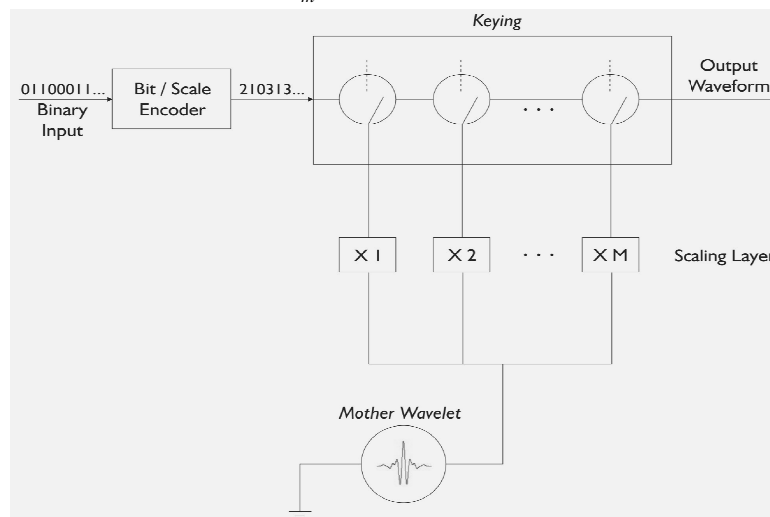 m
Keying
01100011...
Binary
Input
Bit / Scale
Encoder
210313...
. . .
Output
Waveform
X 1
X 2
. . .
X M
Scaling Layer
Mother Wavelet